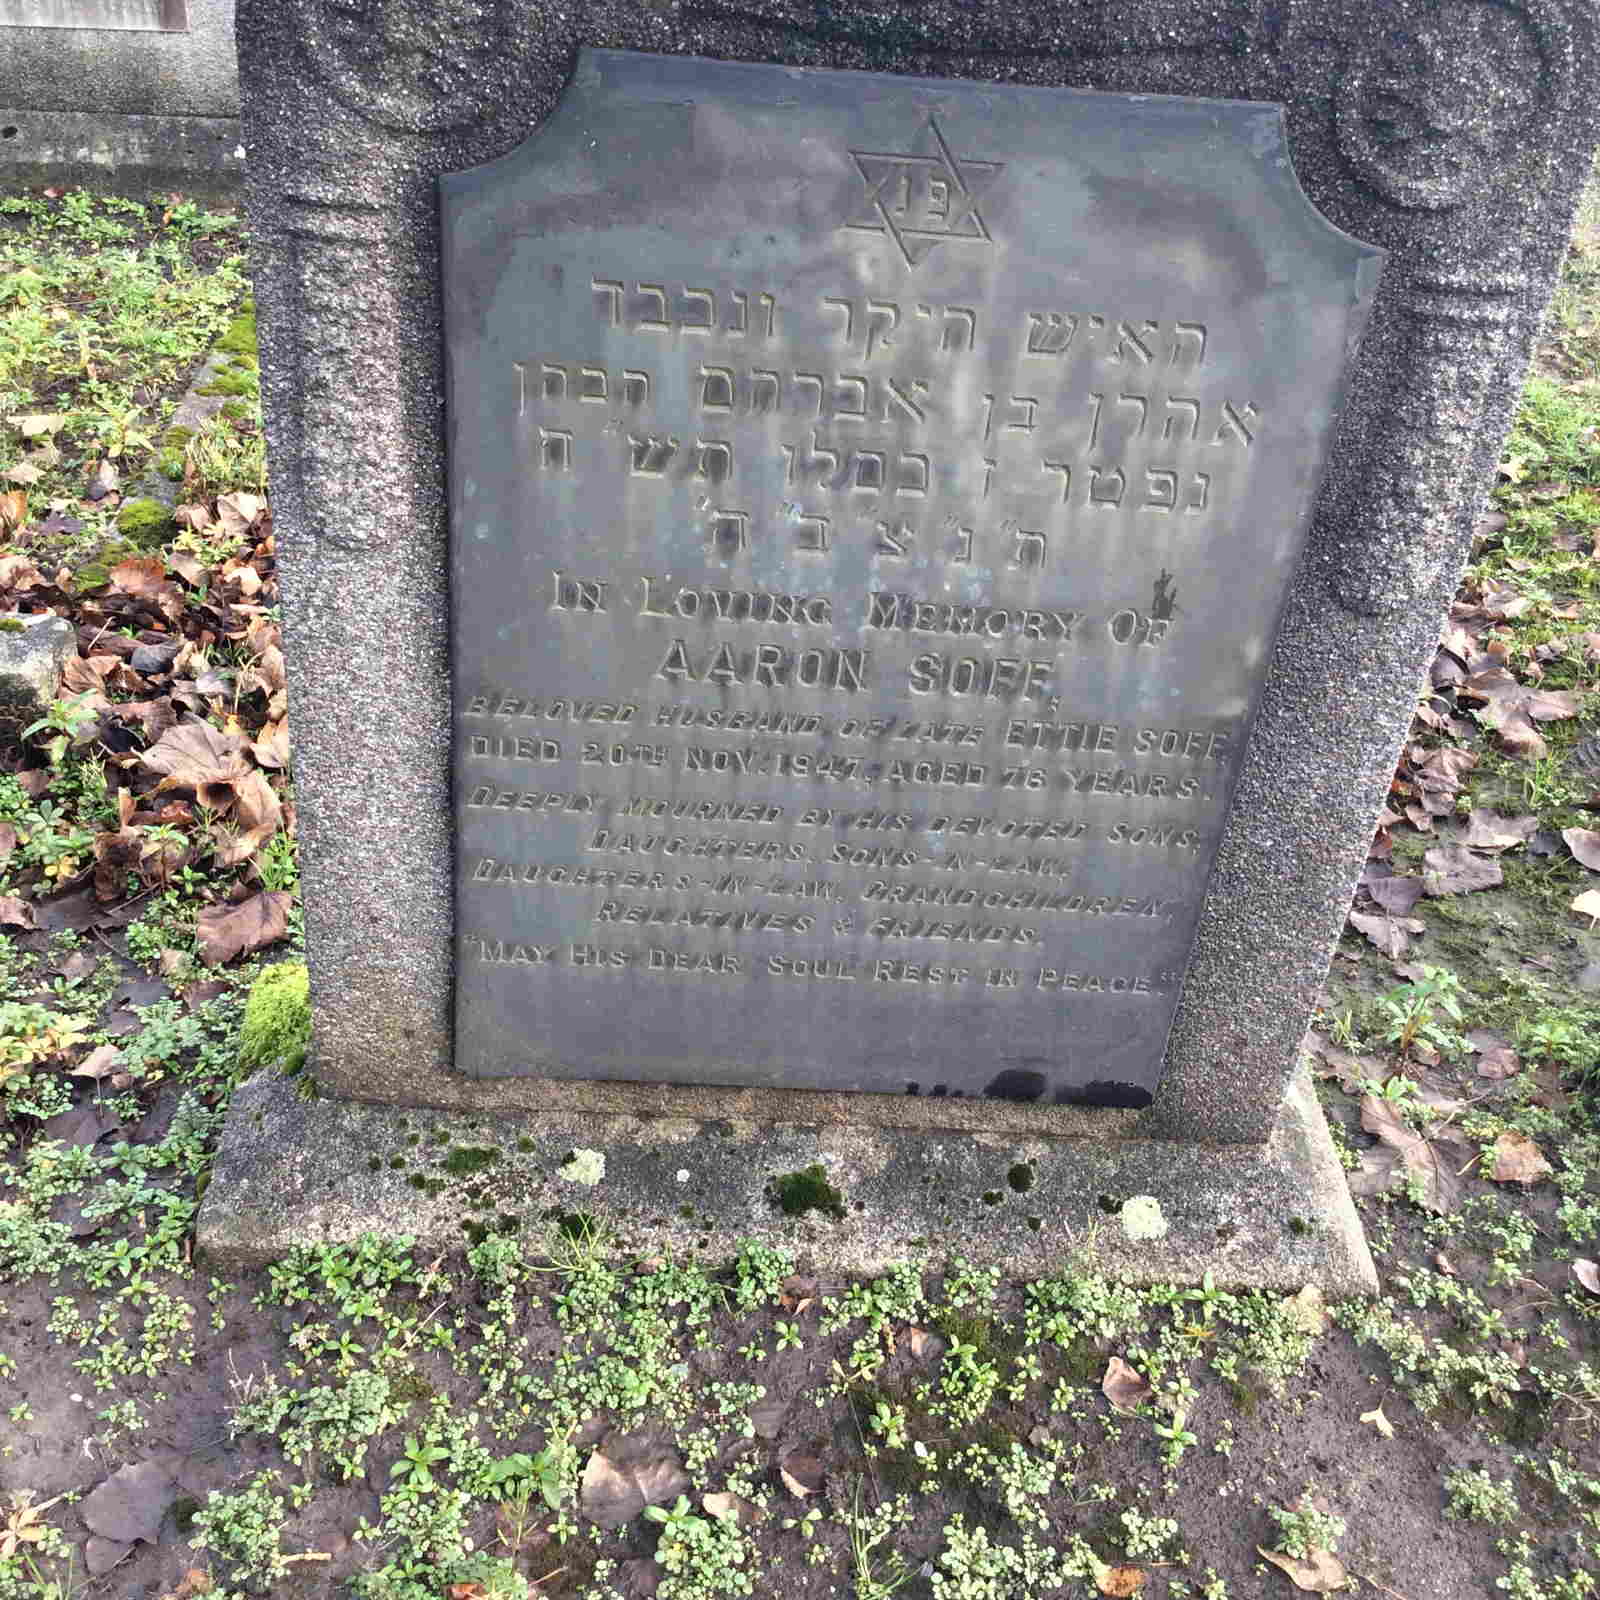 פ נ
האיש היקר ונכבד
אהרן בן אברהם הכהן
נפטר ז כסלו תש"ח
ת"נ"צ"ב"ה'
IN LOVING MEMORY OF
AARON SOFF,
BELOVED HUSBAND OF LATE ETTIE SOFF,
DIED 20TH NOV. 1947, AGED 76 YEARS.
DEEPLY MOURNED BY HIS DEVOTED SONS,
DAUGHTERS, SONS-IN-LAW,
DAUGHTERS-IN-LAW, GRANDCHILDREN,
RELATIVES & FRIENDS.
"MAY HIS DEAR SOUL REST IN PEACE."